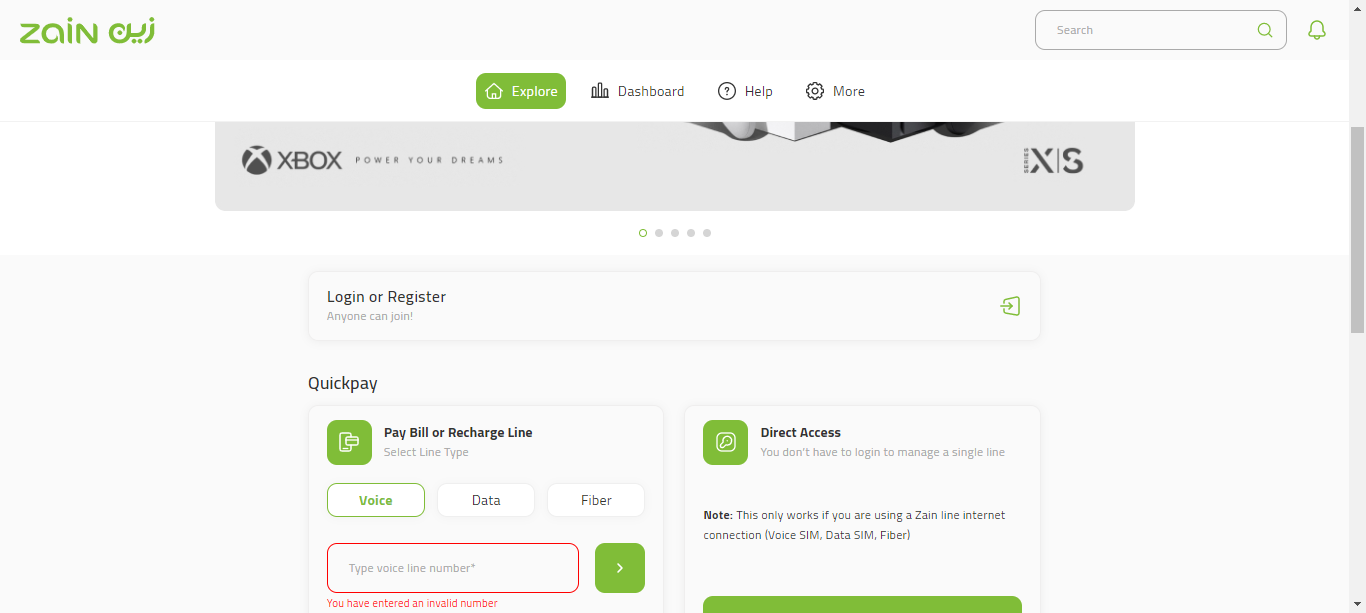 zain زين
Search
Explore
Dashboard
Help
More
XBOX POWER YOUR DREAMS
SERIES X|S
Login or Register
Anyone can join!
Quickpay
Pay Bill or Recharge Line
Select Line Type
Voice
Data
Fiber
Type voice line number*
You have entered an invalid number
Direct Access
You don't have to login to manage a single line
Note: This only works if you are using a Zain line internet
connection (Voice SIM, Data SIM, Fiber)